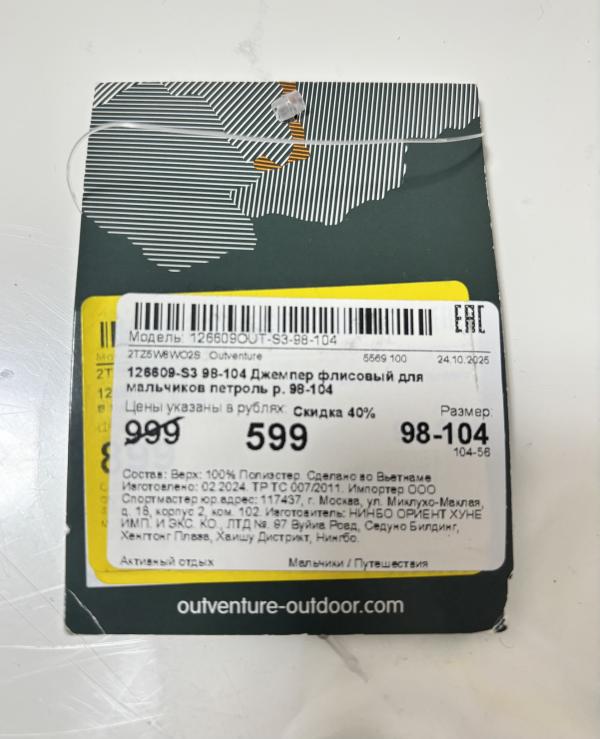 EAC
Модель: 126609OUT-S3-98-104
2TZ5W8WO2S Outventure 5569 100 24.10.2025
126609-S3 98-104 Джемпер флисовый для
мальчиков петроль р. 98-104
Цены указаны в рублях: Скидка 40% Размер:
999 599 98-104
104-56
Состав: Верх: 100% Полиэстер. Сделано во Вьетнаме
Изготовлено: 02.2024. ТР ТС 007/2011. Импортер ООО
Спортмастер юр.адрес: 117437, г. Москва, ул. Миклухо-Маклая,
д. 18, корпус 2, ком. 102. Изготовитель: НИНБО ОРИЕНТ ХУНЕ
ИМП. И ЭКС. КО., ЛТД №. 97 Вуйиа Роад, Седуно Билдинг,
Хенгтонг Плаза, Хаишу Дистрикт, Нингбо.
Активный отдых Мальчики / Путешествия
outventure-outdoor.com